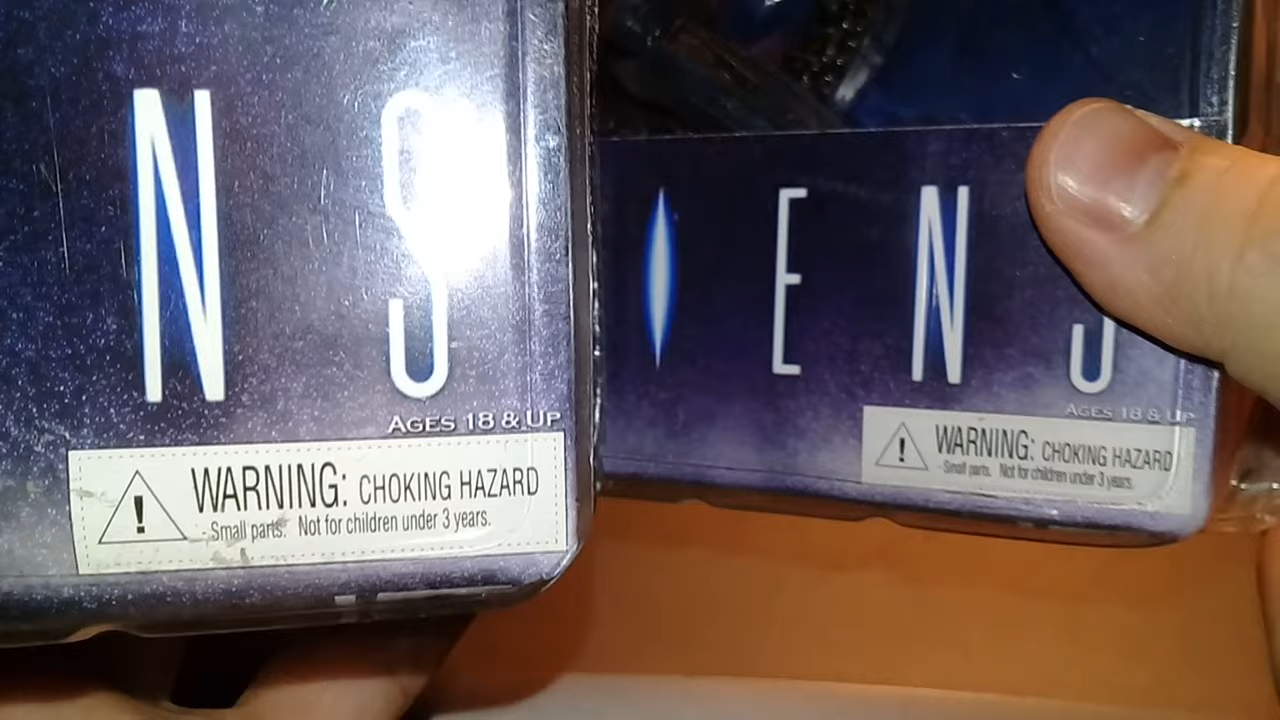 N S
AGES 18 & UP
WARNING: CHOKING HAZARD
- Small parts. Not for children under 3 years.
I E N S
AGES 18 & UP
WARNING: CHOKING HAZARD
- Small parts. Not for children under 3 years.